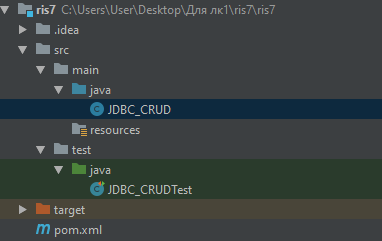 ris7 C:\Users\User\Desktop\Для лк1\ris7\ris7
.idea
src
main
java
JDBC_CRUD
resources
test
java
JDBC_CRUDTest
target
pom.xml